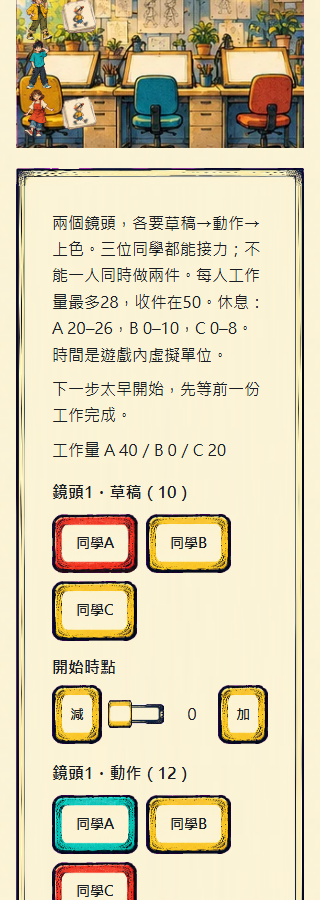 兩個鏡頭，各要草稿→動作→
上色。三位同學都能接力；不
能一人同時做兩件。每人工作
量最多28，收件在50。休息：
A 20–26，B 0–10，C 0–8。
時間是遊戲內虛擬單位。
下一步太早開始，先等前一份
工作完成。
工作量 A 40 / B 0 / C 20
鏡頭1・草稿（10）
同學A
同學B
同學C
開始時點
減
0
加
鏡頭1・動作（12）
同學A
同學B
同學C